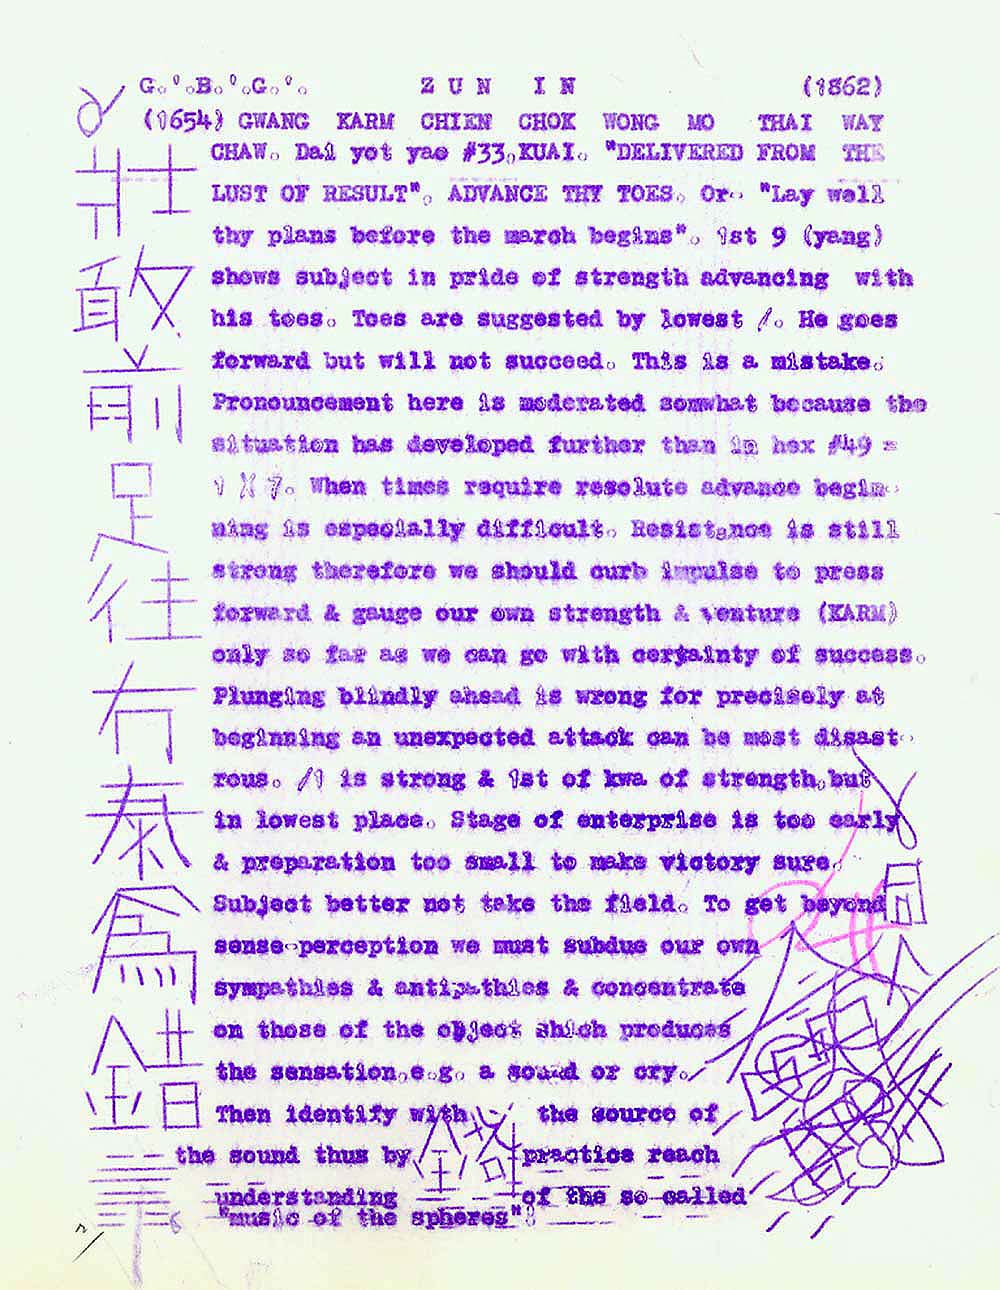 G.°.B.°.G.°. ZUN IN (1862)
(1654) GWANG KARM CHIEN CHOK WONG MO THAI WAY
CHAW. Dai yot yao #33.KUAI. "DELIVERED FROM THE
LUST OF RESULT". ADVANCE THY TOES. Or "Lay well
thy plans before the march begins". 1st 9 (yang)
shows subject in pride of strength advancing with
his toes. Toes are suggested by lowest /. He goes
forward but will not succeed. This is a mistake.
Pronouncement here is moderated somwhat because the
situation has developed further than in hex #49 =
When times require resolute advance begin-
ning is especially difficult. Resistance is still
strong therefore we should curb impulse to press
forward & gauge our own strength & venture (KARM)
only so far as we can go with certainty of success.
Plunging blindly ahead is wrong for precisely at
beginning an unexpected attack can be most disast-
rous. /1 is strong & 1st of kwa of strength,but
in lowest place. Stage of enterprise is too early
& preparation too small to make victory sure.
Subject better not take the field. To get beyond
sense-perception we must subdue our own
sympathies & antipathies & concentrate
on those of the object which produces
the sensation.e.g. a sound or cry.
Then identify with the source of
the sound thus by practice reach
understanding of the so-called
"music of the spheres"!
壯
敢
前
足
往
冇
泰
為
錯